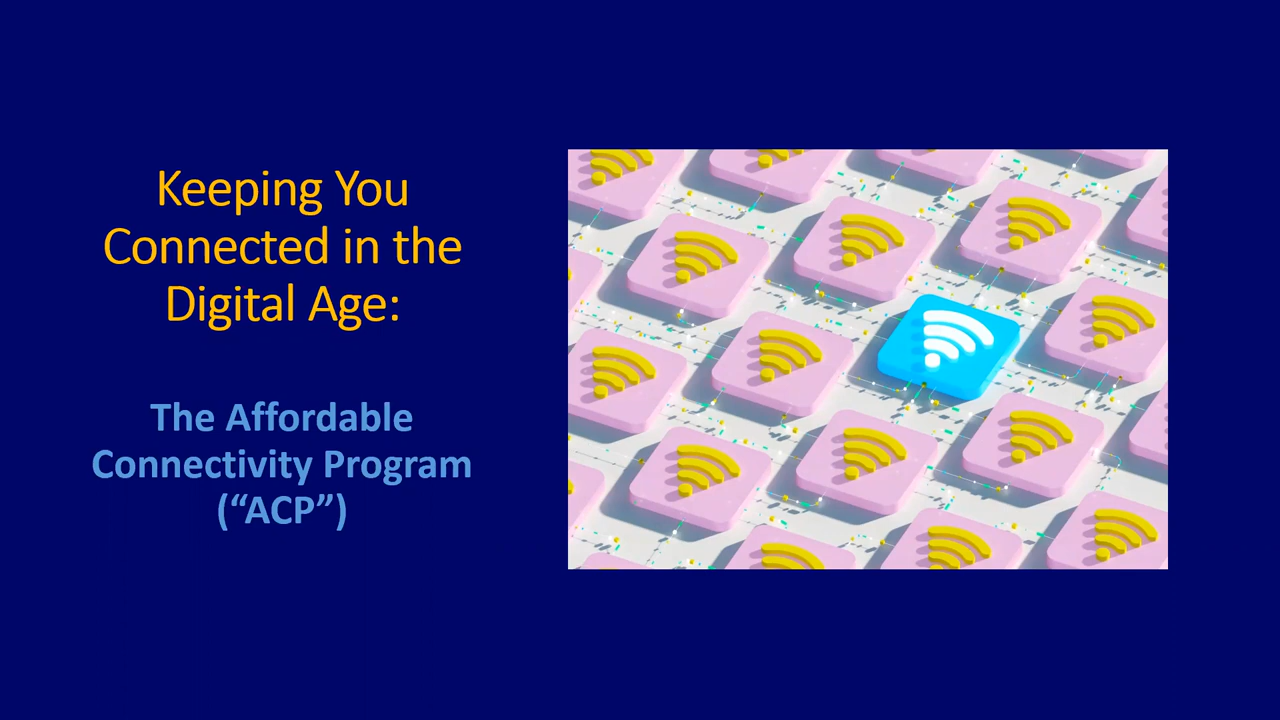 Keeping You
Connected in the
Digital Age:
The Affordable
Connectivity Program
(“ACP”)